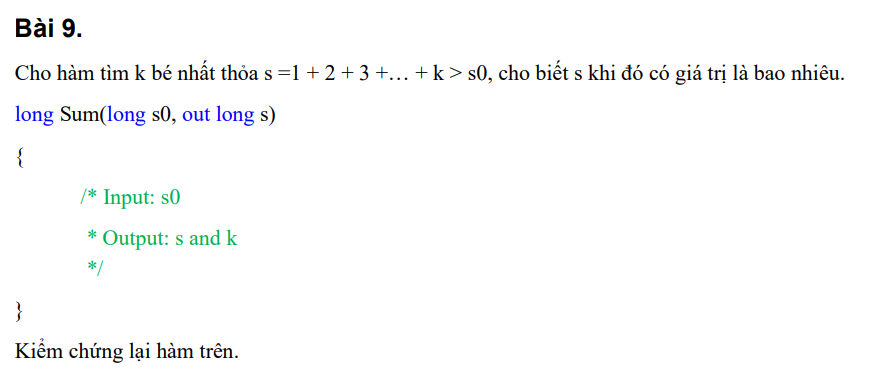 Bài 9.
Cho hàm tìm k bé nhất thỏa s =1 + 2 + 3 +… + k > s0, cho biết s khi đó có giá trị là bao nhiêu.
long Sum(long s0, out long s)
{
/* Input: s0
* Output: s and k
*/
}
Kiểm chứng lại hàm trên.